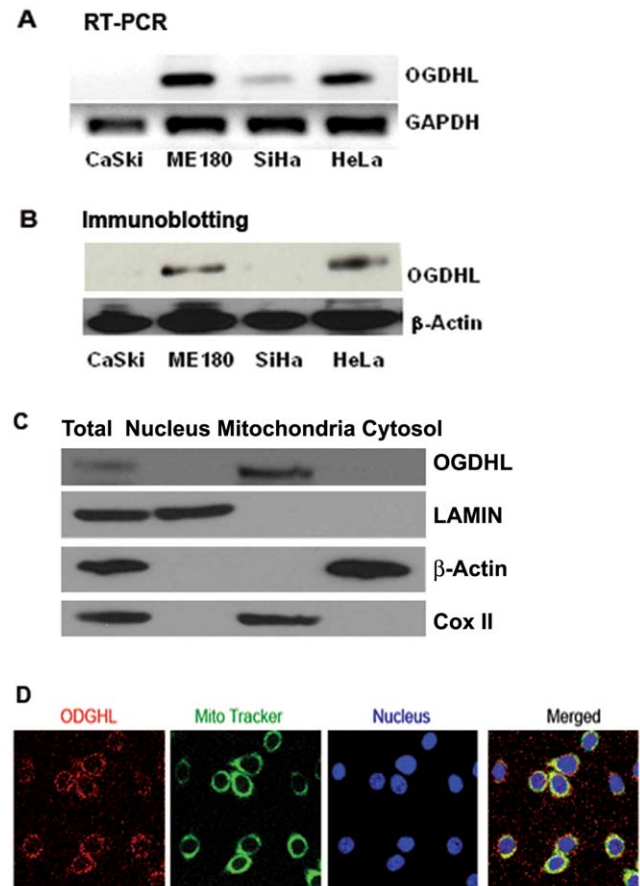 A RT-PCR
OGDHL
GAPDH
CaSki ME180 SiHa HeLa
B Immunoblotting
OGDHL
β-Actin
CaSki ME180 SiHa HeLa
C Total Nucleus Mitochondria Cytosol
OGDHL
LAMIN
β-Actin
Cox II
D
ODGHL Mito Tracker Nucleus Merged